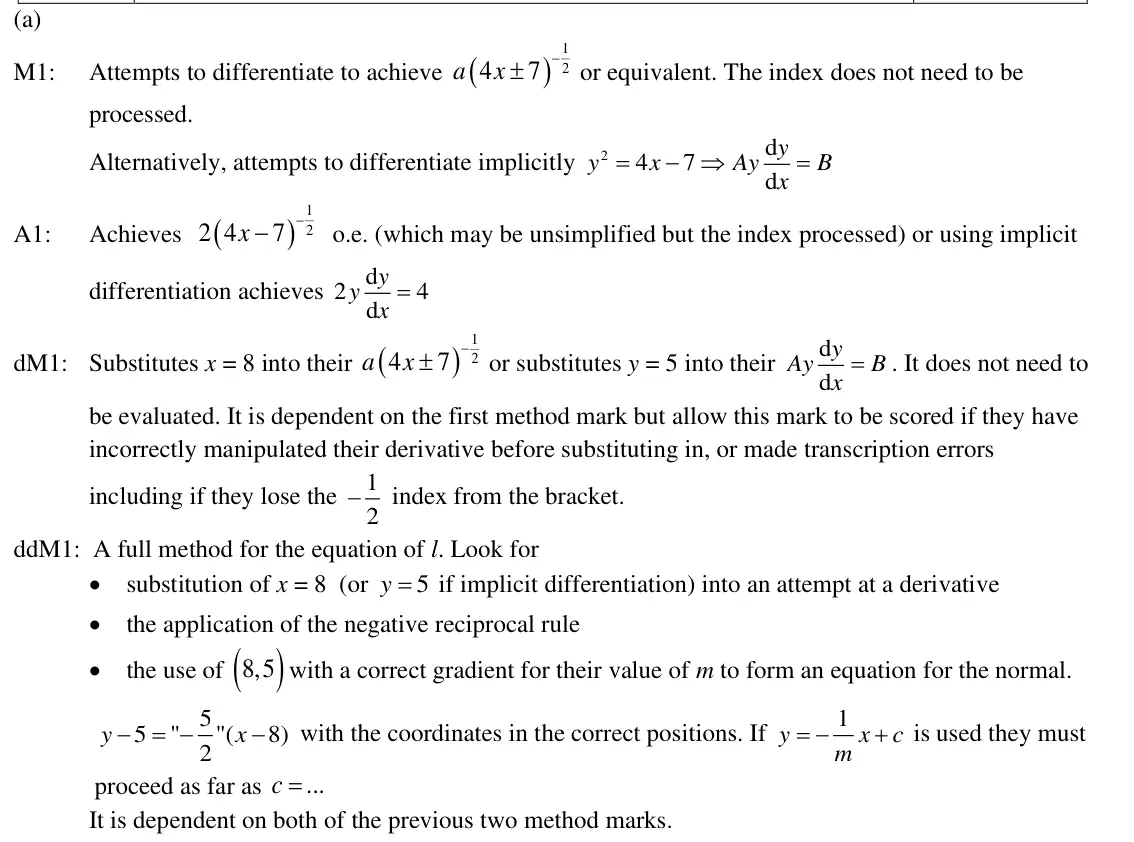 (a)
M1: Attempts to differentiate to achieve a(4x ± 7)^{-1/2} or equivalent. The index does not need to be
processed.
Alternatively, attempts to differentiate implicitly y² = 4x − 7 ⇒ Ay dy/dx = B
A1: Achieves 2(4x − 7)^{-1/2} o.e. (which may be unsimplified but the index processed) or using implicit
differentiation achieves 2y dy/dx = 4
dM1: Substitutes x = 8 into their a(4x ± 7)^{-1/2} or substitutes y = 5 into their Ay dy/dx = B . It does not need to
be evaluated. It is dependent on the first method mark but allow this mark to be scored if they have
incorrectly manipulated their derivative before substituting in, or made transcription errors
including if they lose the −1/2 index from the bracket.
ddM1: A full method for the equation of l. Look for
• substitution of x = 8 (or y = 5 if implicit differentiation) into an attempt at a derivative
• the application of the negative reciprocal rule
• the use of (8,5) with a correct gradient for their value of m to form an equation for the normal.
y − 5 = "−5/2"(x − 8) with the coordinates in the correct positions. If y = −1/m x + c is used they must
proceed as far as c = ...
It is dependent on both of the previous two method marks.